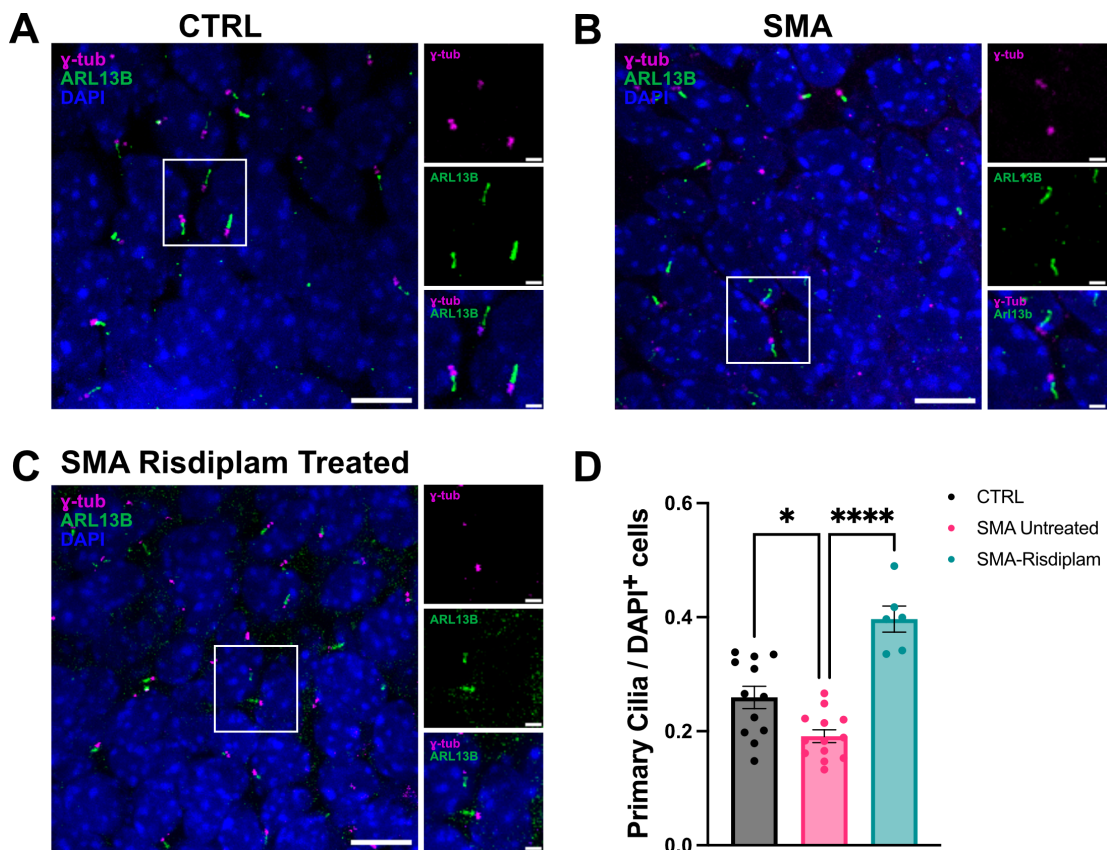 A CTRL
ɣ-tub
ARL13B
DAPI
ɣ-tub
ARL13B
ɣ-tub
ARL13B
B SMA
ɣ-tub
ARL13B
DAPI
ɣ-tub
ARL13B
ɣ-Tub
Arl13b
C SMA Risdiplam Treated
ɣ-tub
ARL13B
DAPI
ɣ-tub
ARL13B
ɣ-tub
ARL13B
D
CTRL
SMA Untreated
SMA-Risdiplam
* ****
Primary Cilia / DAPI⁺ cells
0.6
0.4
0.2
0.0